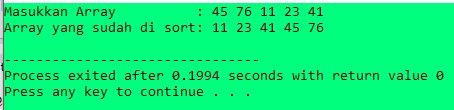 Masukkan Array          : 45 76 11 23 41
Array yang sudah di sort: 11 23 41 45 76
--------------------------------
Process exited after 0.1994 seconds with return value 0
Press any key to continue . . .